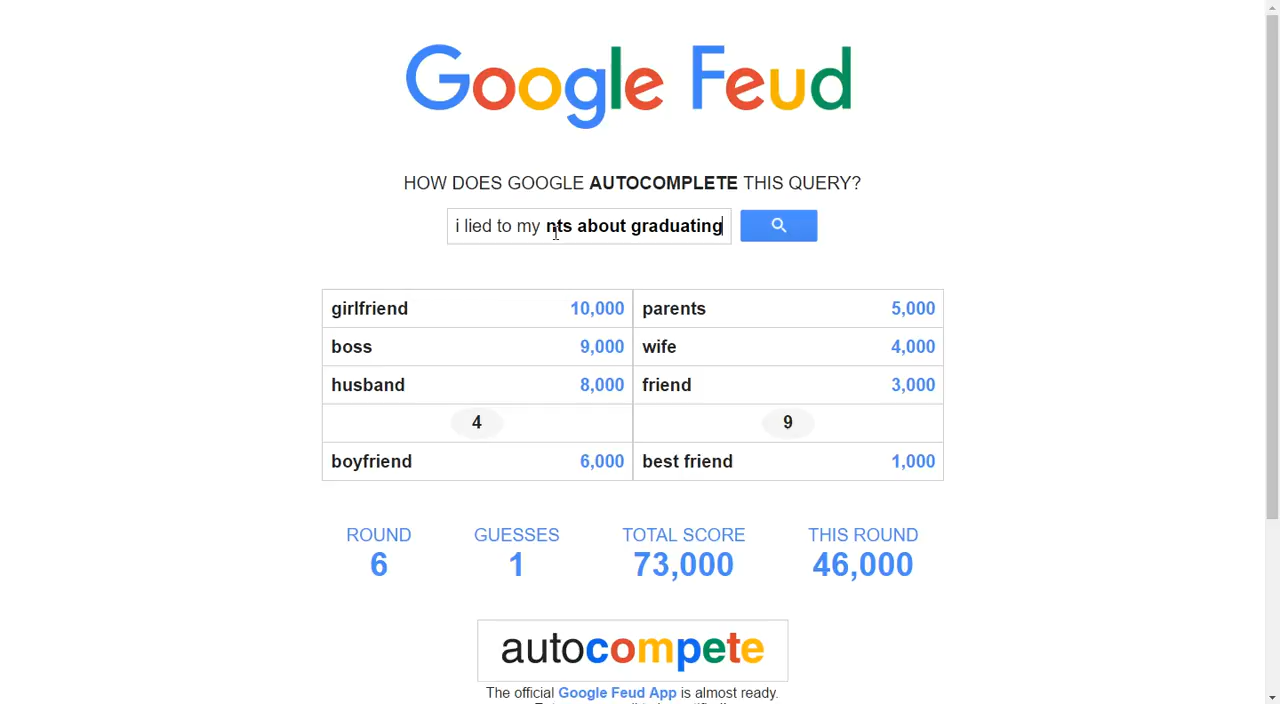 Google Feud
HOW DOES GOOGLE AUTOCOMPLETE THIS QUERY?
i lied to my nts about graduating
girlfriend 10,000 parents 5,000
boss 9,000 wife 4,000
husband 8,000 friend 3,000
4 9
boyfriend 6,000 best friend 1,000
ROUND GUESSES TOTAL SCORE THIS ROUND
6 1 73,000 46,000
autocompete
The official Google Feud App is almost ready.